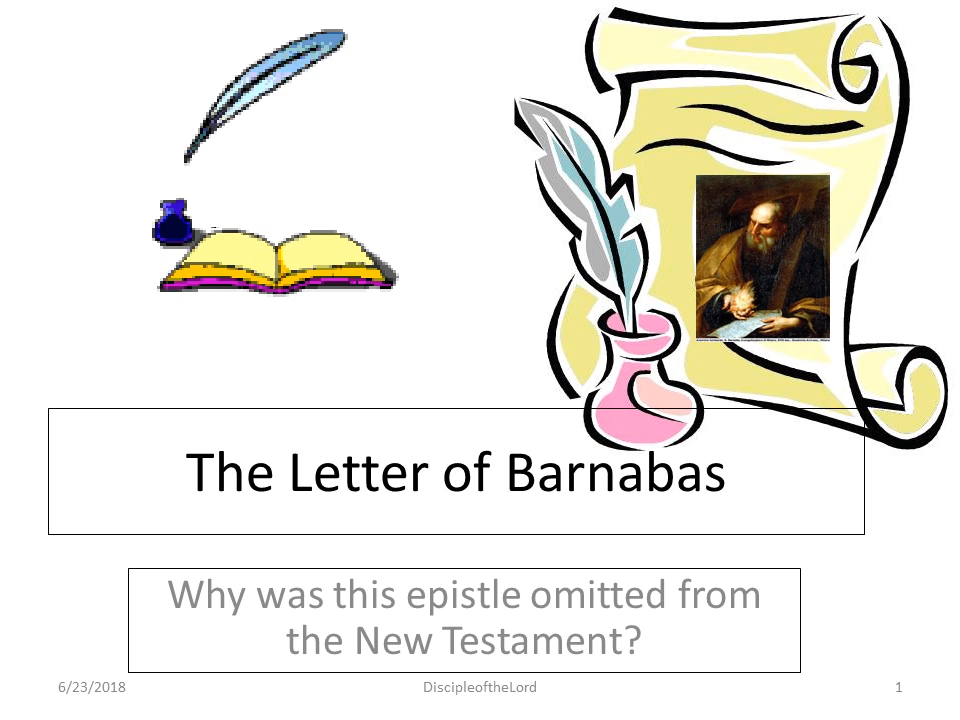 The Letter of Barnabas
Why was this epistle omitted from
the New Testament?
6/23/2018
DiscipleoftheLord
1